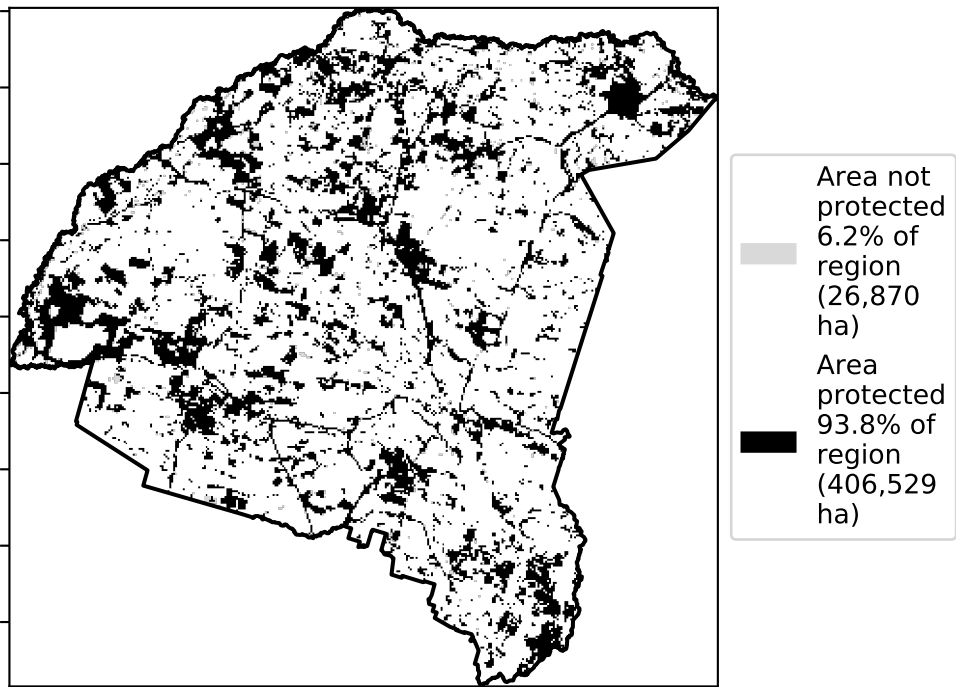 Area not
protected
6.2% of
region
(26,870
ha)
Area
protected
93.8% of
region
(406,529
ha)